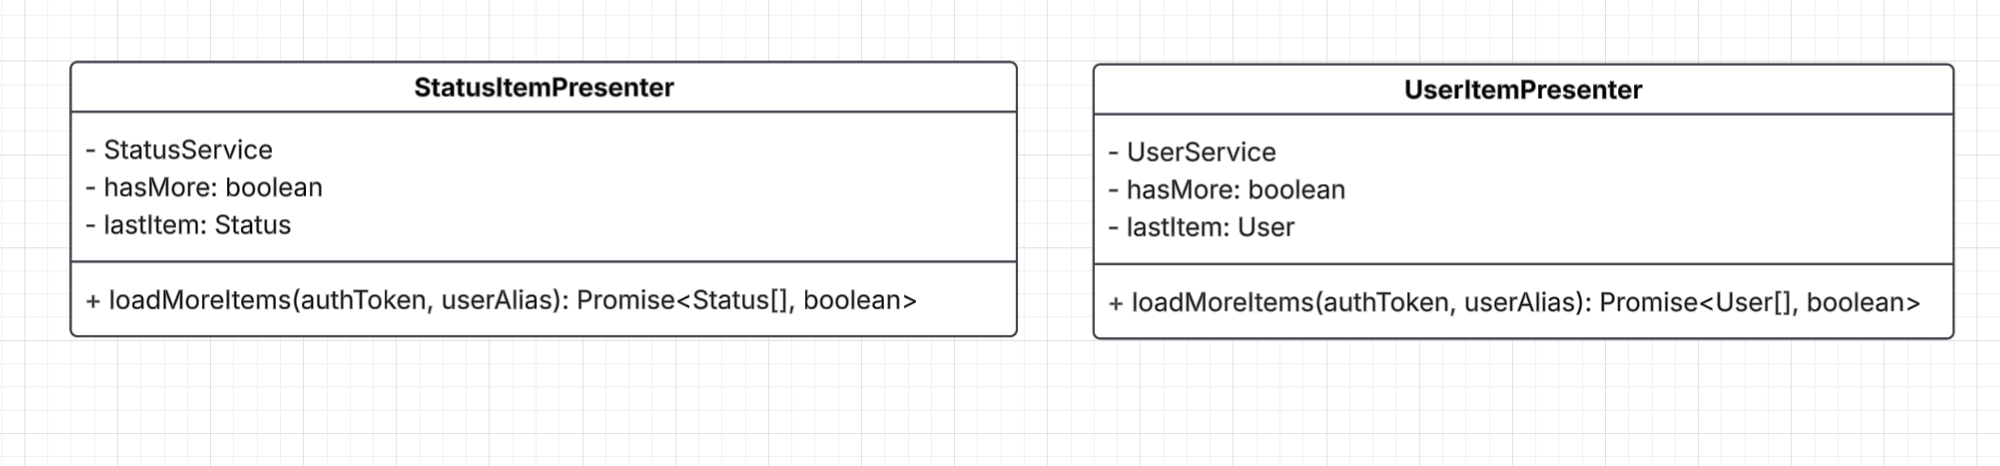 StatusItemPresenter
- StatusService
- hasMore: boolean
- lastItem: Status
+ loadMoreItems(authToken, userAlias): Promise<Status[], boolean>
UserItemPresenter
- UserService
- hasMore: boolean
- lastItem: User
+ loadMoreItems(authToken, userAlias): Promise<User[], boolean>